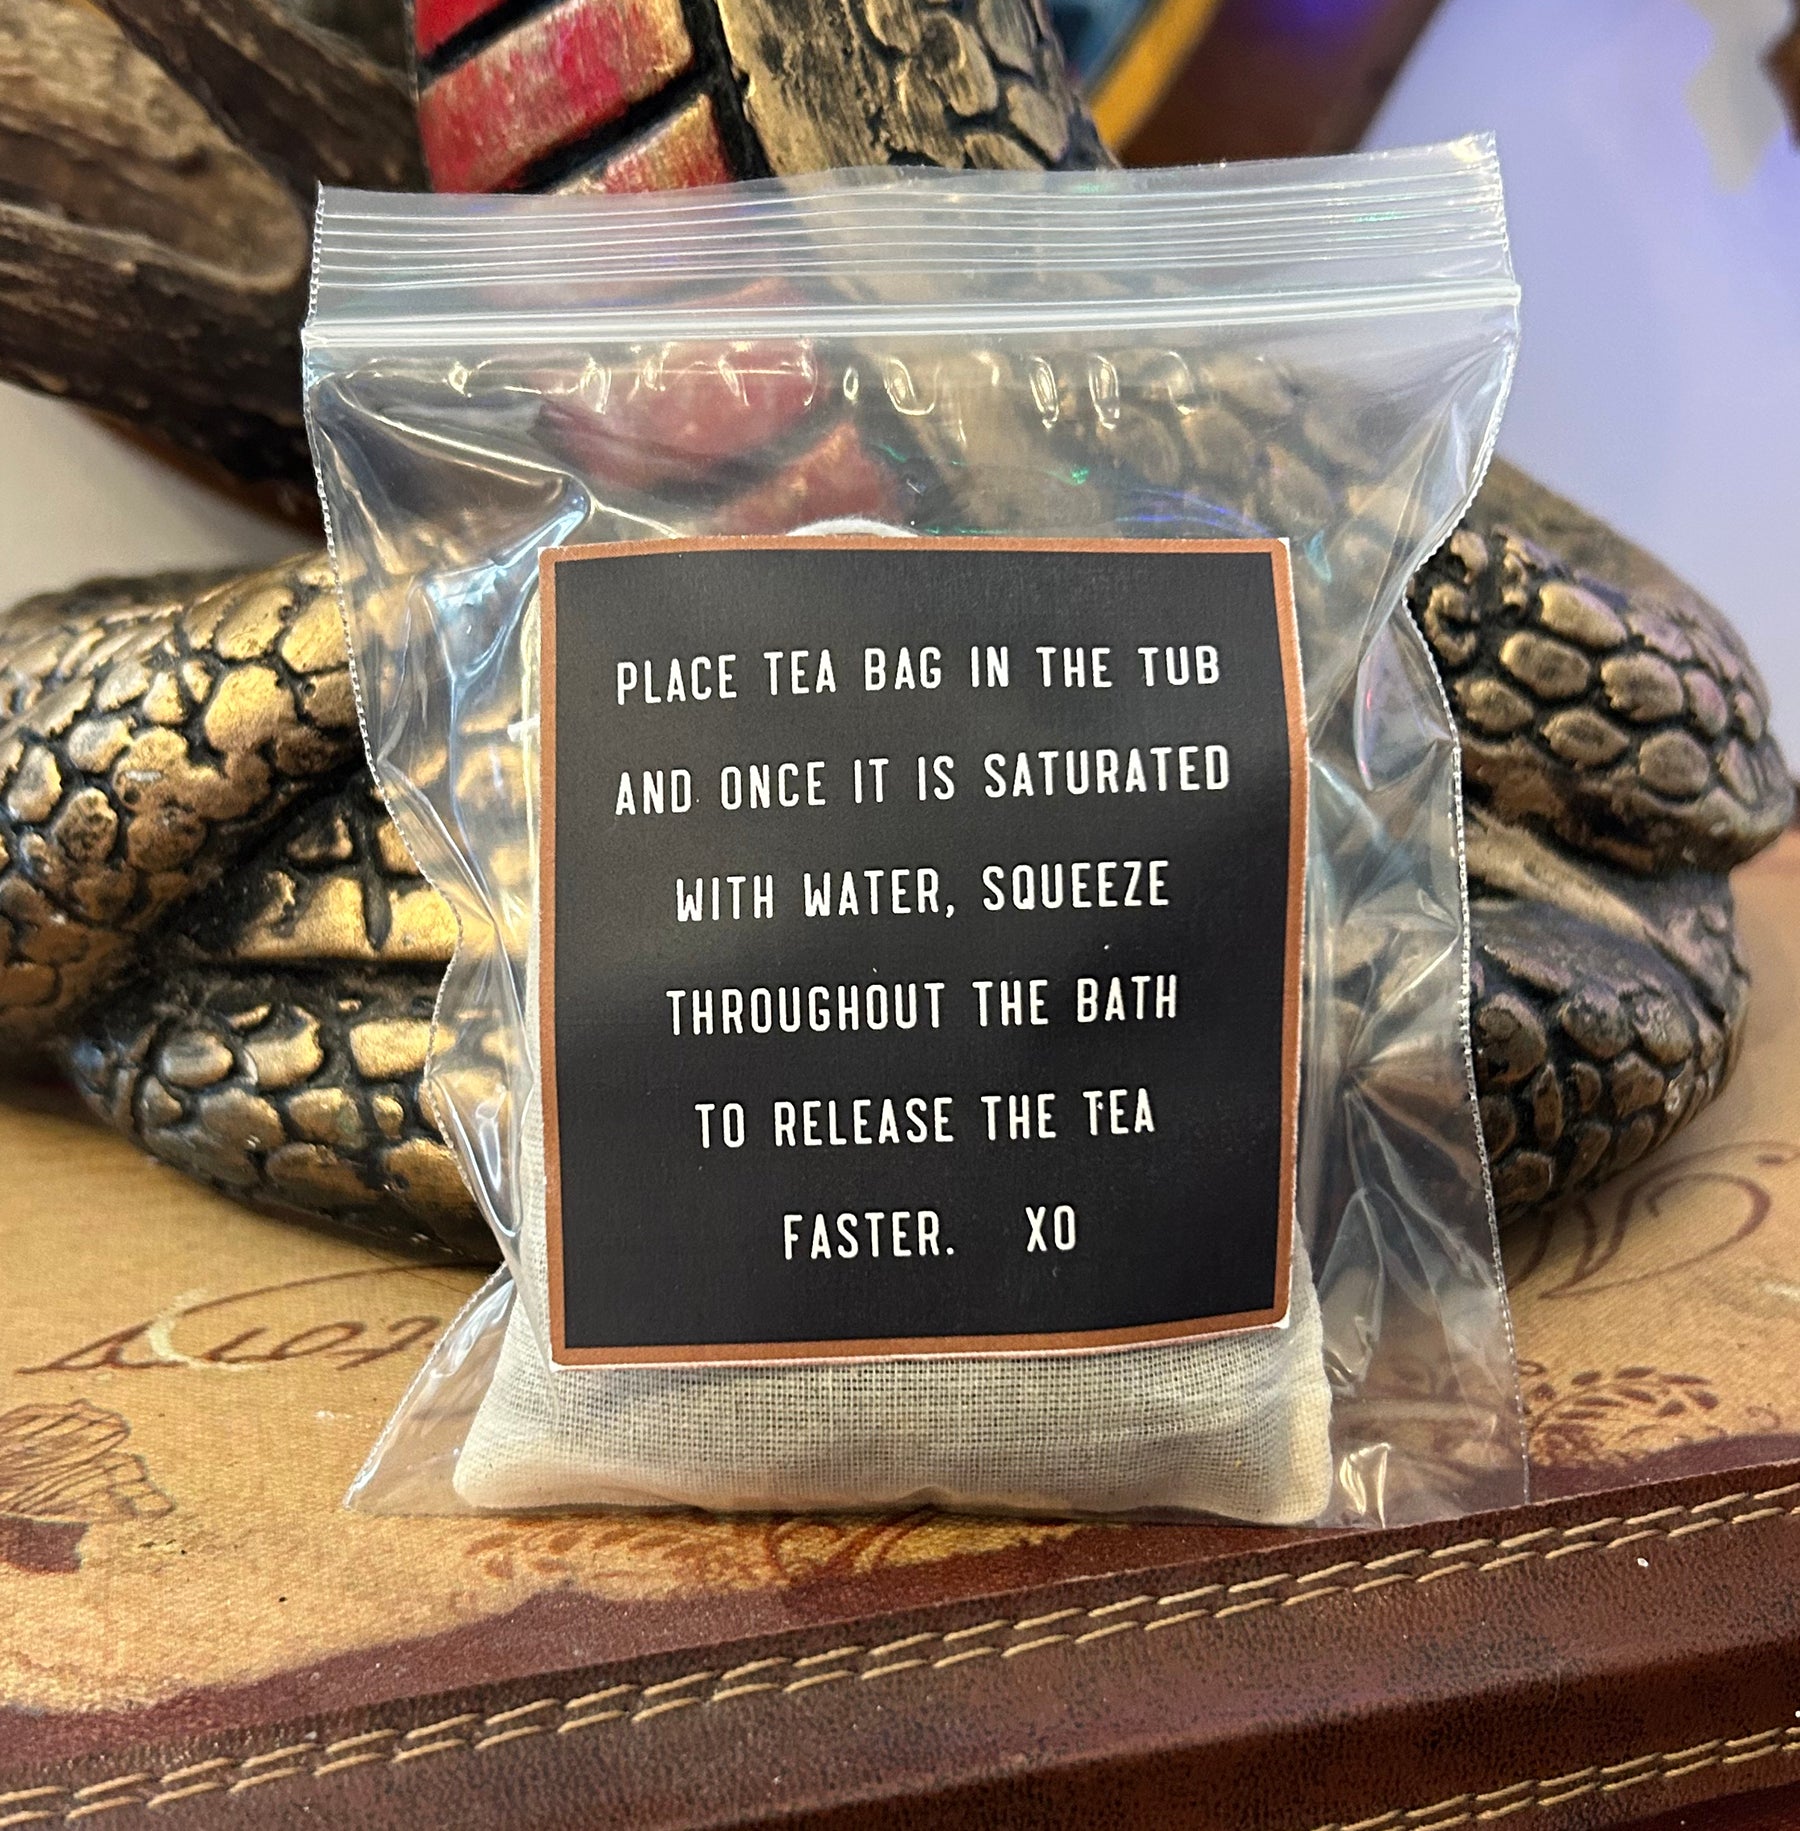 PLACE TEA BAG IN THE TUB
AND ONCE IT IS SATURATED
WITH WATER, SQUEEZE
THROUGHOUT THE BATH
TO RELEASE THE TEA
FASTER. XO